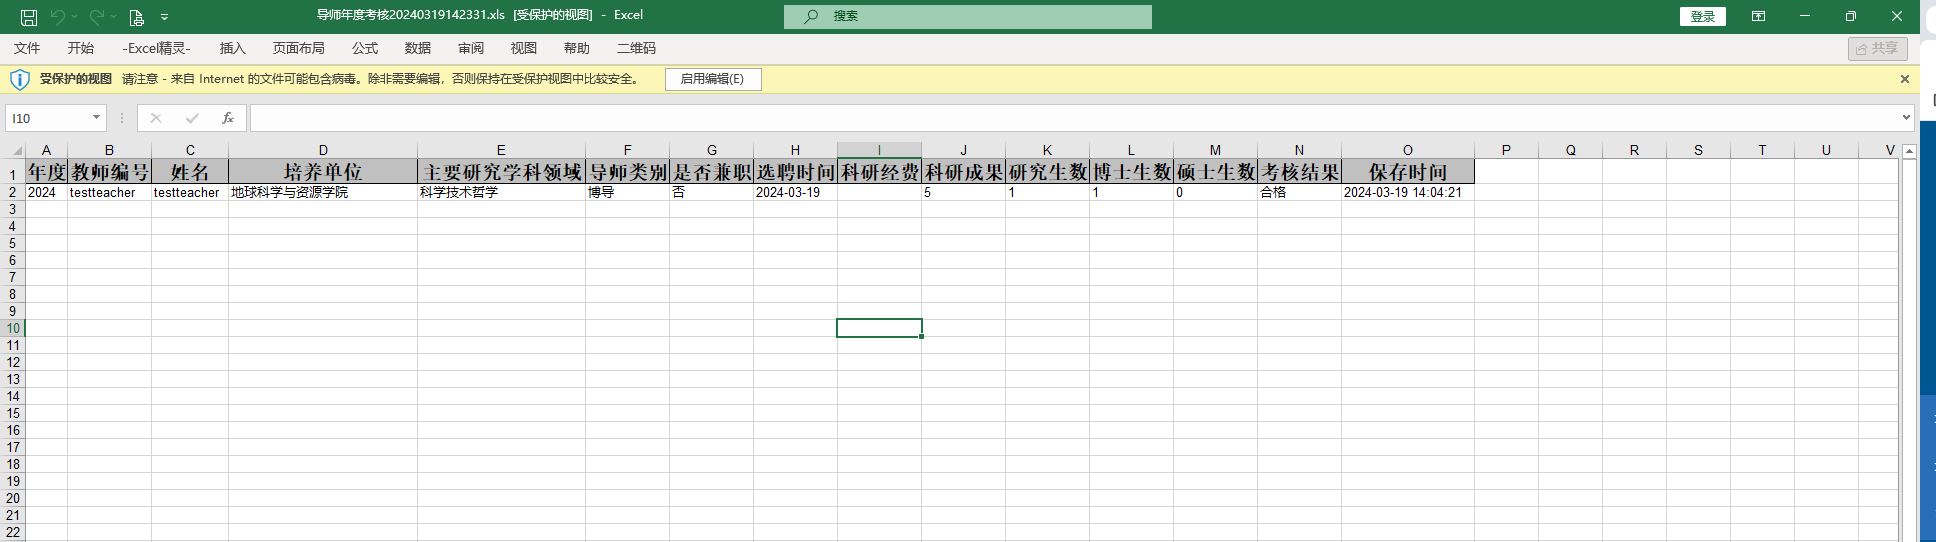 导师年度考核20240319142331.xls [受保护的视图] - Excel
搜索
登录
文件 开始 -Excel精灵- 插入 页面布局 公式 数据 审阅 视图 帮助 二维码 共享
受保护的视图 请注意 - 来自 Internet 的文件可能包含病毒。除非需要编辑，否则保持在受保护视图中比较安全。 启用编辑(E)
I10 fx
A B C D E F G H I J K L M N O P Q R S T U V
1 年度 教师编号 姓名 培养单位 主要研究学科领域 导师类别 是否兼职 选聘时间 科研经费 科研成果 研究生数 博士生数 硕士生数 考核结果 保存时间
2 2024 testteacher testteacher 地球科学与资源学院 科学技术哲学 博导 否 2024-03-19 5 1 1 0 合格 2024-03-19 14:04:21
3
4
5
6
7
8
9
10
11
12
13
14
15
16
17
18
19
20
21
22